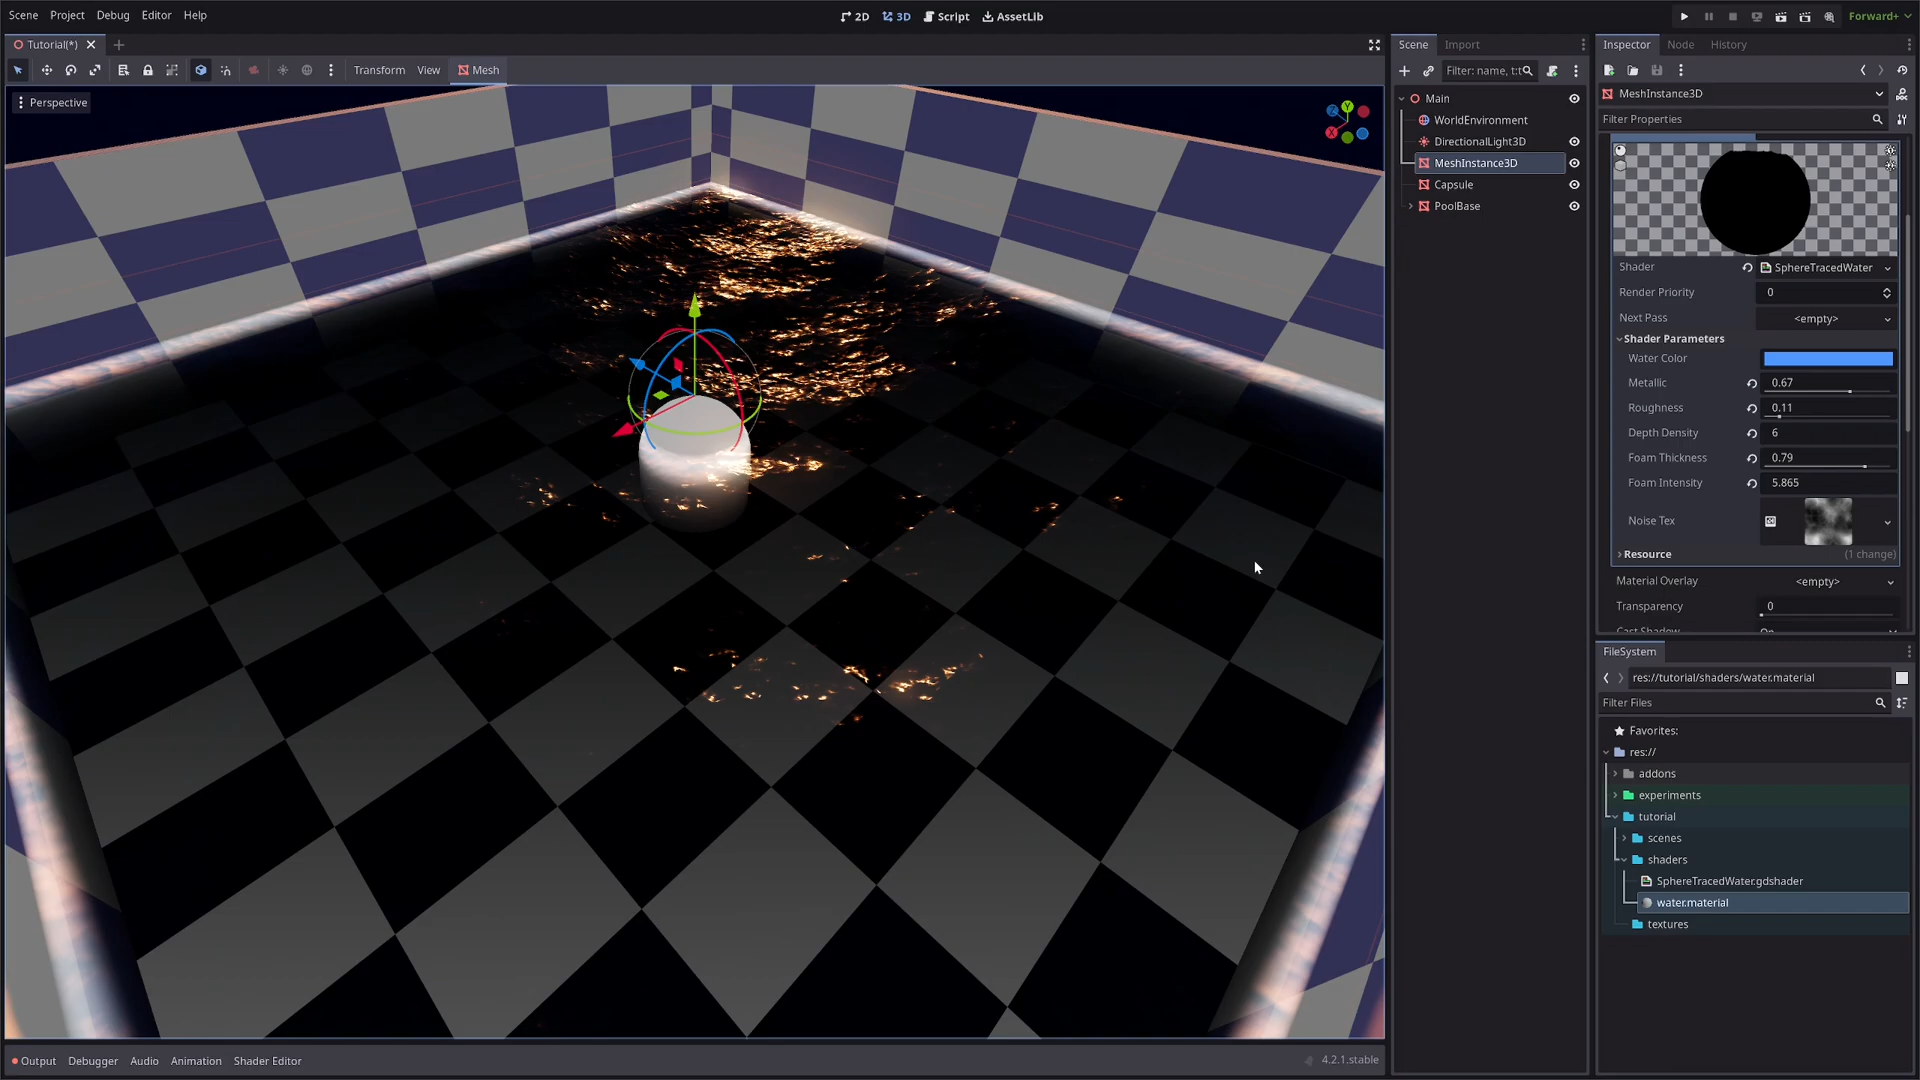 Scene Project Debug Editor Help
2D 3D Script AssetLib
Forward+
Tutorial(*)
Transform View Mesh
Perspective
Scene Import
Filter: name, t:t
Main
WorldEnvironment
DirectionalLight3D
MeshInstance3D
Capsule
PoolBase
Inspector Node History
MeshInstance3D
Filter Properties
Shader SphereTracedWater
Render Priority 0
Next Pass <empty>
Shader Parameters
Water Color
Metallic 0.67
Roughness 0.11
Depth Density 6
Foam Thickness 0.79
Foam Intensity 5.865
Noise Tex
Resource (1 change)
Material Overlay <empty>
Transparency 0
Cast Shadow On
FileSystem
res://tutorial/shaders/water.material
Filter Files
Favorites:
res://
addons
experiments
tutorial
scenes
shaders
SphereTracedWater.gdshader
water.material
textures
Output Debugger Audio Animation Shader Editor
4.2.1.stable